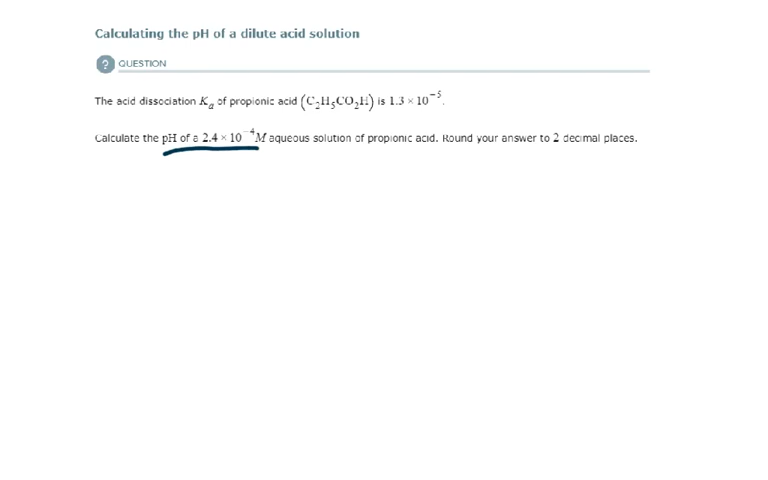 Calculating the pH of a dilute acid solution
? QUESTION
The acid dissociation Kₐ of propionic acid (C₂H₅CO₂H) is 1.3 × 10⁻⁵.
Calculate the pH of a 2.4 × 10⁻⁴ M aqueous solution of propionic acid. Round your answer to 2 decimal places.